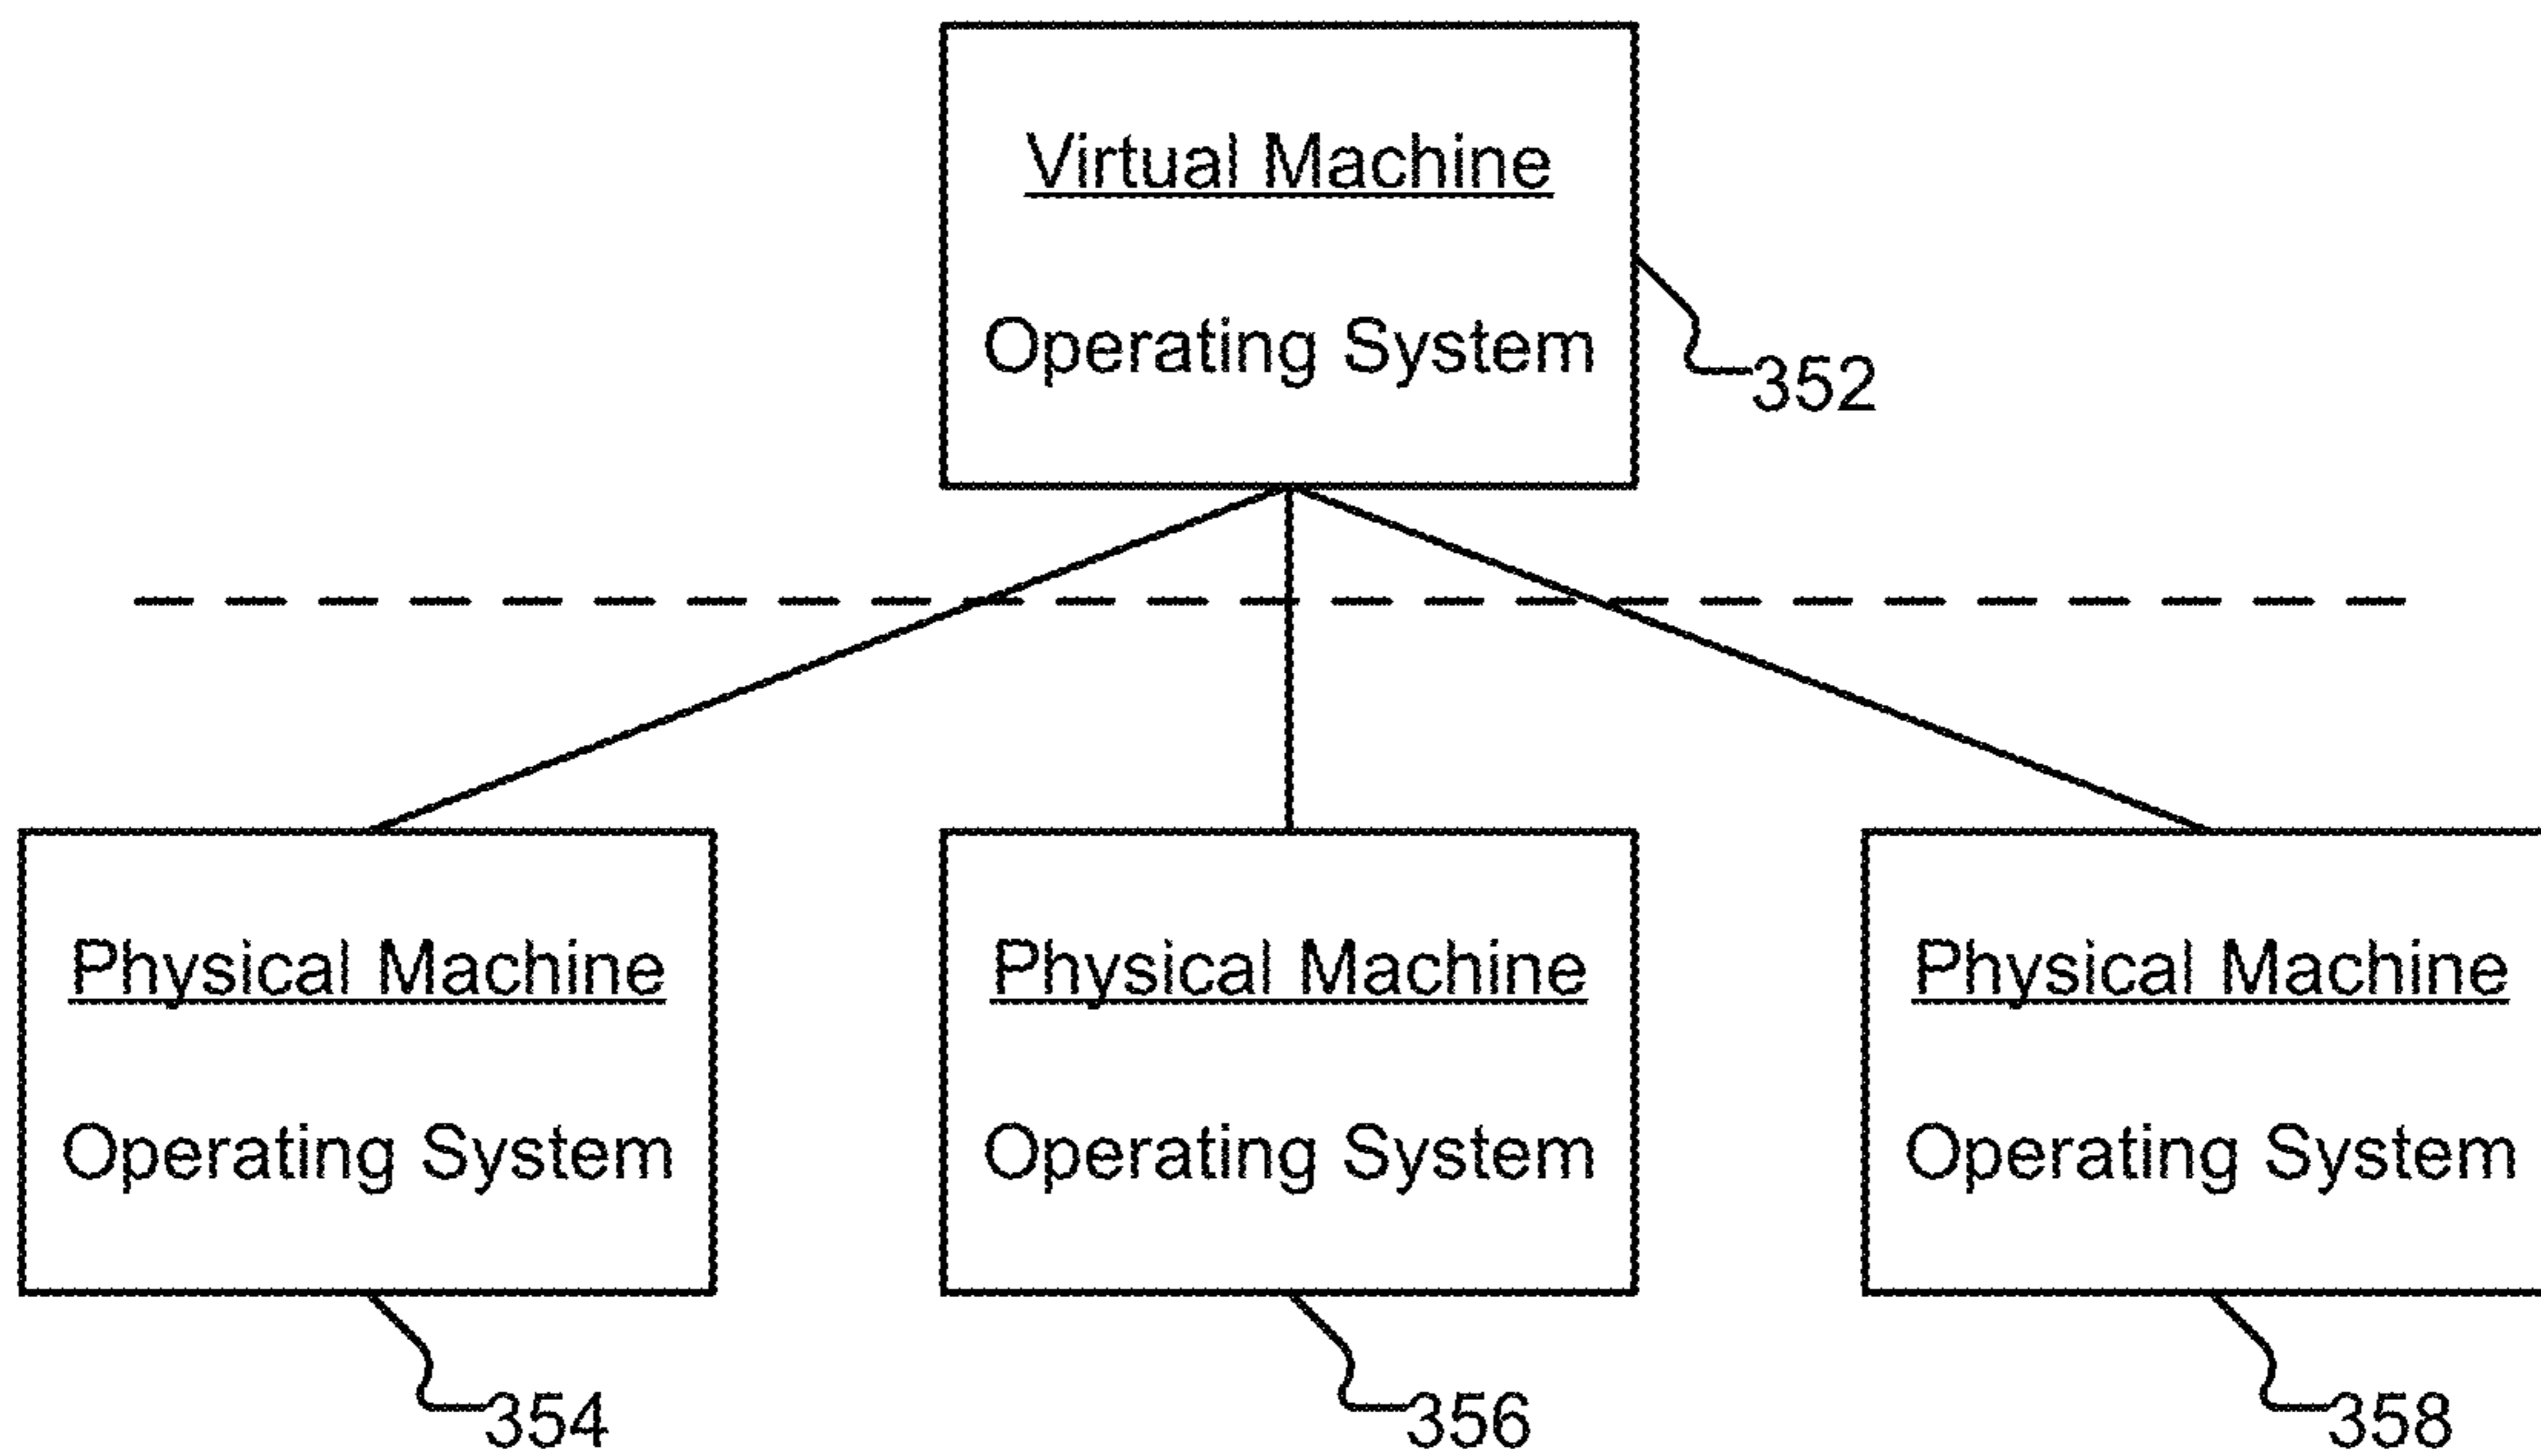 Virtual Machine
Operating System
352
Physical Machine
Operating System
354
Physical Machine
Operating System
356
Physical Machine
Operating System
358